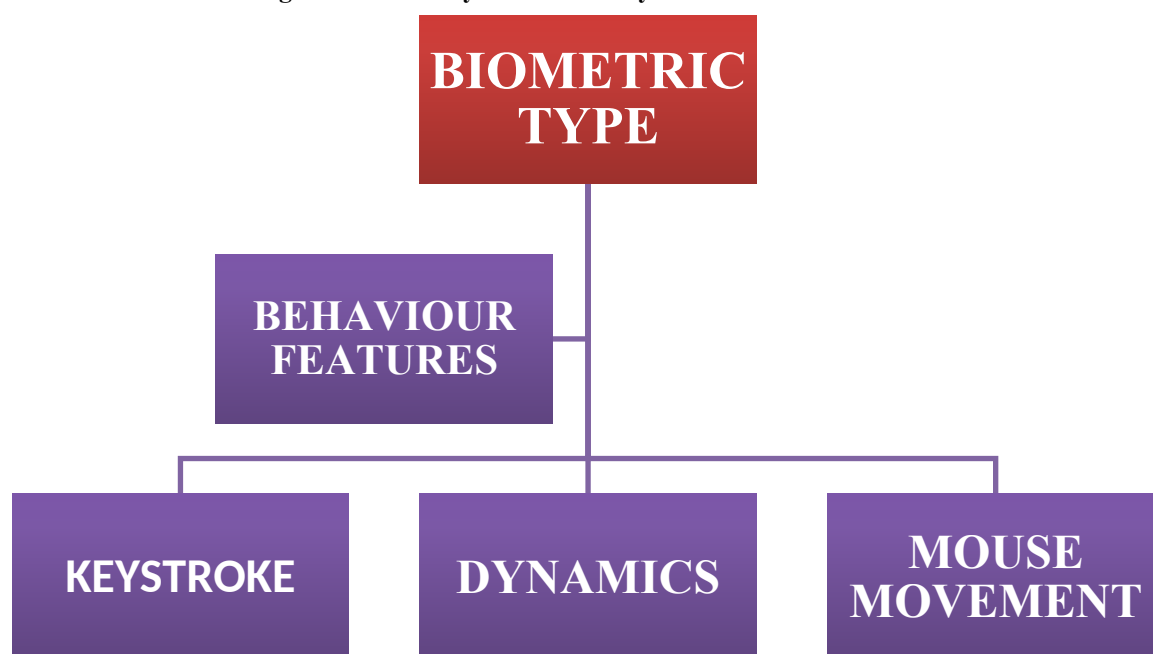 BIOMETRIC
TYPE
BEHAVIOUR
FEATURES
KEYSTROKE
DYNAMICS
MOUSE
MOVEMENT